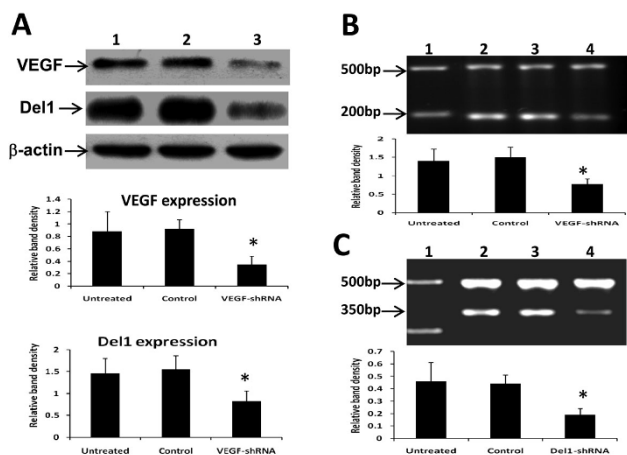 A
1 2 3
VEGF
Del1
β-actin
VEGF expression
Relative band density
1.4
1.2
1
0.8
0.6
0.4
0.2
0
*
Untreated Control VEGF-shRNA
Del1 expression
Relative band density
2
1.5
1
0.5
0
*
Untreated Control VEGF-shRNA
B
1 2 3 4
500bp
200bp
Relative band density
2
1.5
1
0.5
0
*
Untreated Control VEGF-shRNA
C
1 2 3 4
500bp
350bp
Relative band density
0.7
0.6
0.5
0.4
0.3
0.2
0.1
0
*
Untreated Control Del1-shRNA